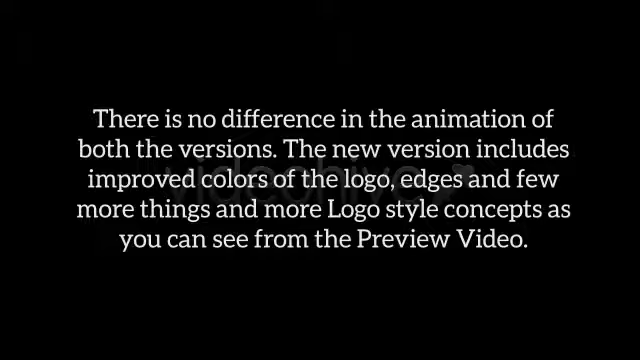 There is no difference in the animation of
both the versions. The new version includes
improved colors of the logo, edges and few
more things and more Logo style concepts as
you can see from the Preview Video.
videohive